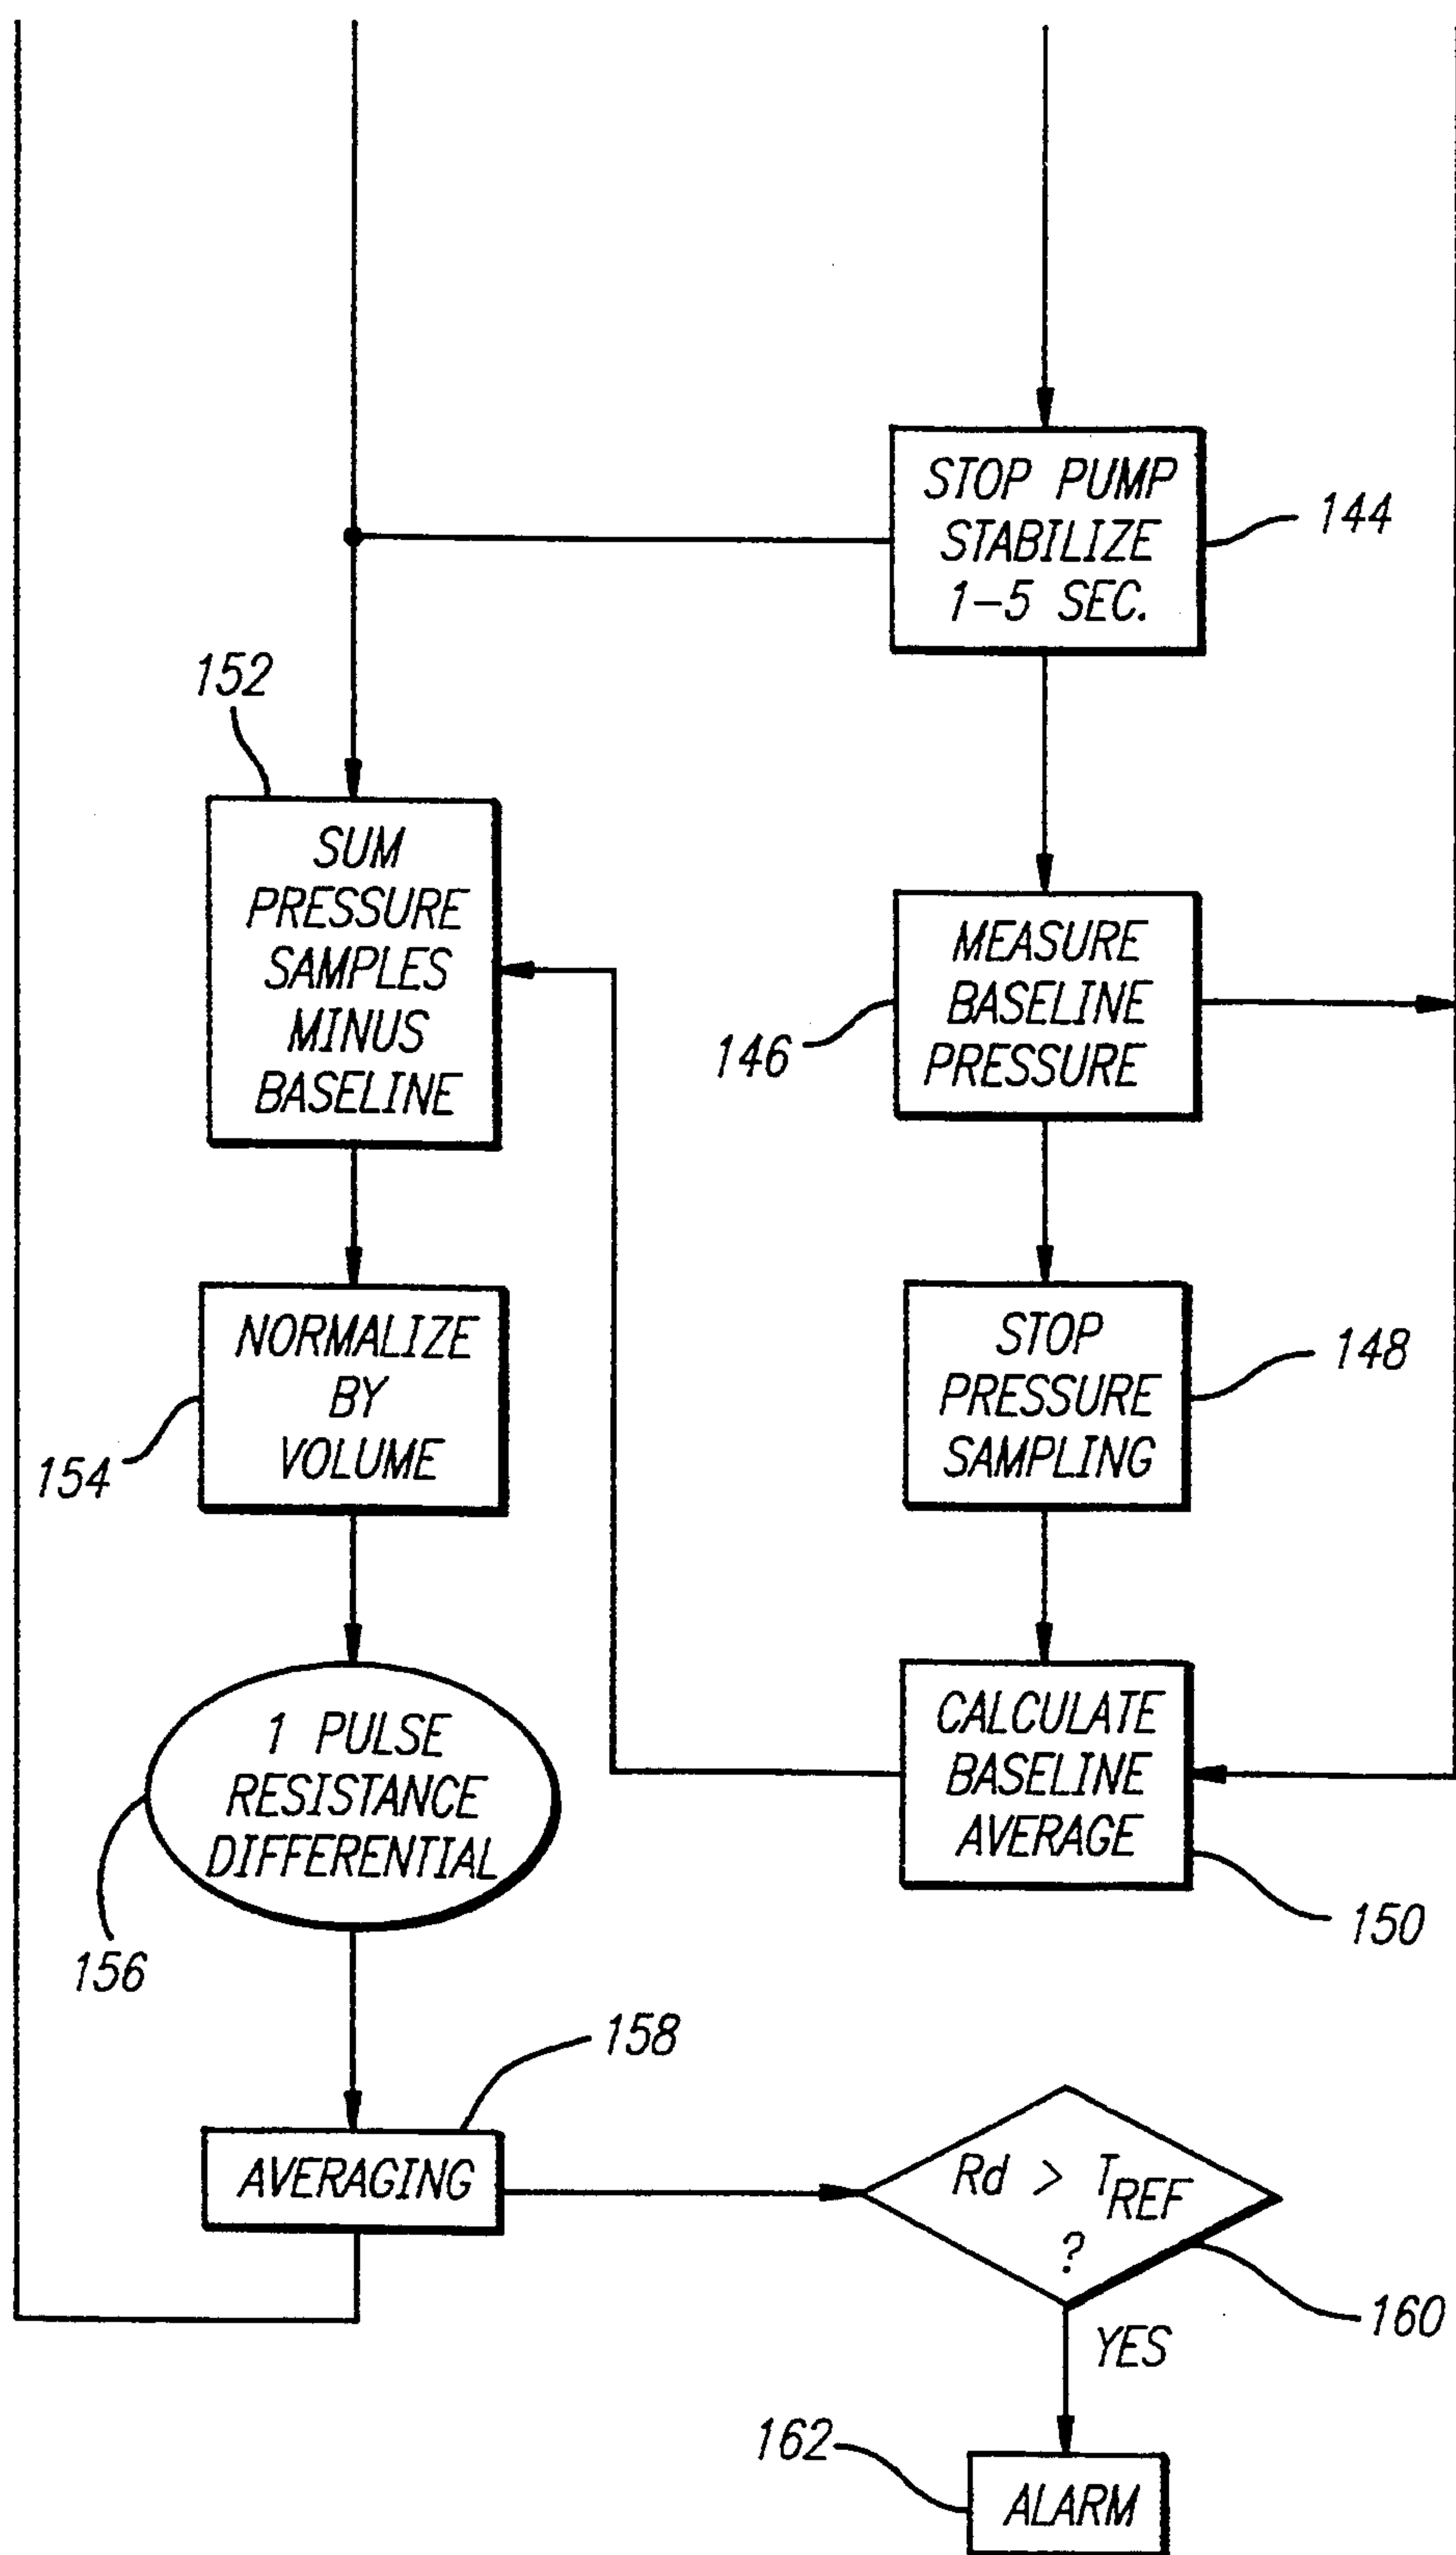 STOP PUMP
STABILIZE
1-5 SEC.
144
152
SUM
PRESSURE
SAMPLES
MINUS
BASELINE
MEASURE
BASELINE
PRESSURE
146
NORMALIZE
BY
VOLUME
154
STOP
PRESSURE
SAMPLING
148
1 PULSE
RESISTANCE
DIFFERENTIAL
156
CALCULATE
BASELINE
AVERAGE
150
158
AVERAGING
Rd > TREF
?
160
YES
162
ALARM